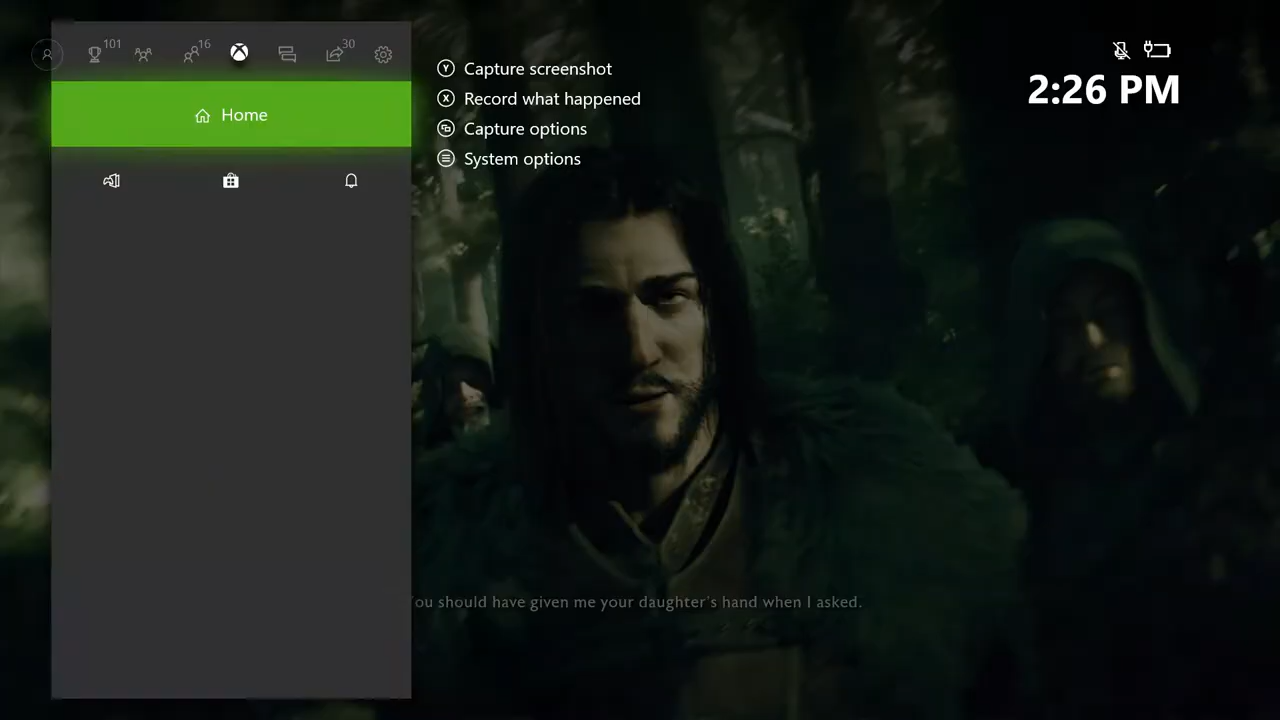 101
16
30
Home
Y Capture screenshot
X Record what happened
Capture options
System options
2:26 PM
You should have given me your daughter's hand when I asked.